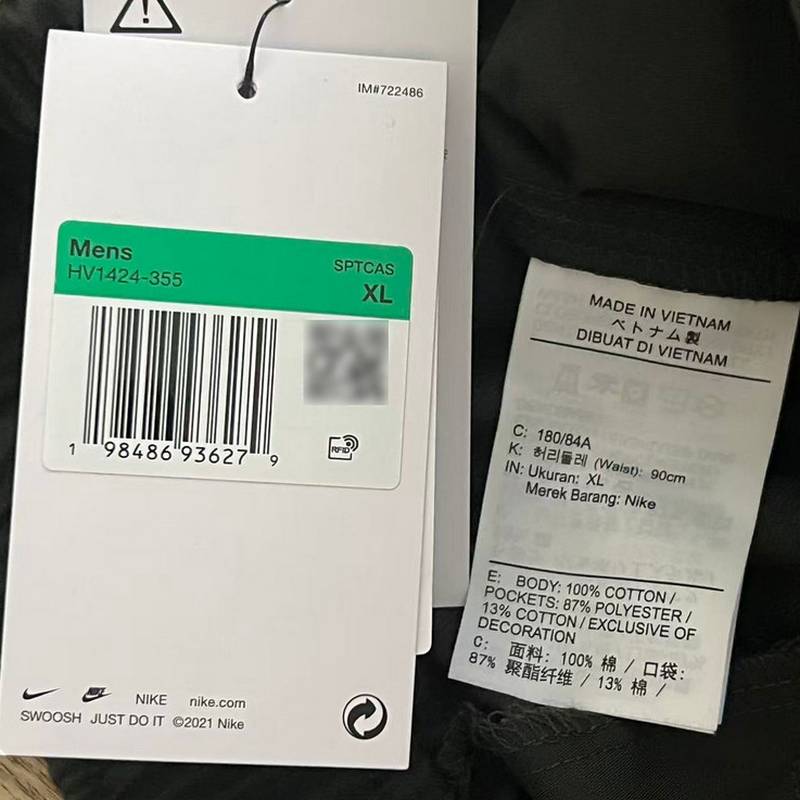 IM#722486
Mens
HV1424-355
SPTCAS
XL
1 98486 93627 9
RFID
NIKE nike.com
SWOOSH JUST DO IT ©2021 Nike
MADE IN VIETNAM
ベトナム製
DIBUAT DI VIETNAM
C: 180/84A
K: 허리둘레 (Waist): 90cm
IN: Ukuran: XL
Merek Barang: Nike
E: BODY: 100% COTTON /
POCKETS: 87% POLYESTER /
13% COTTON / EXCLUSIVE OF
DECORATION
C: 面料: 100% 棉 / 口袋:
87% 聚酯纤维 / 13% 棉 /